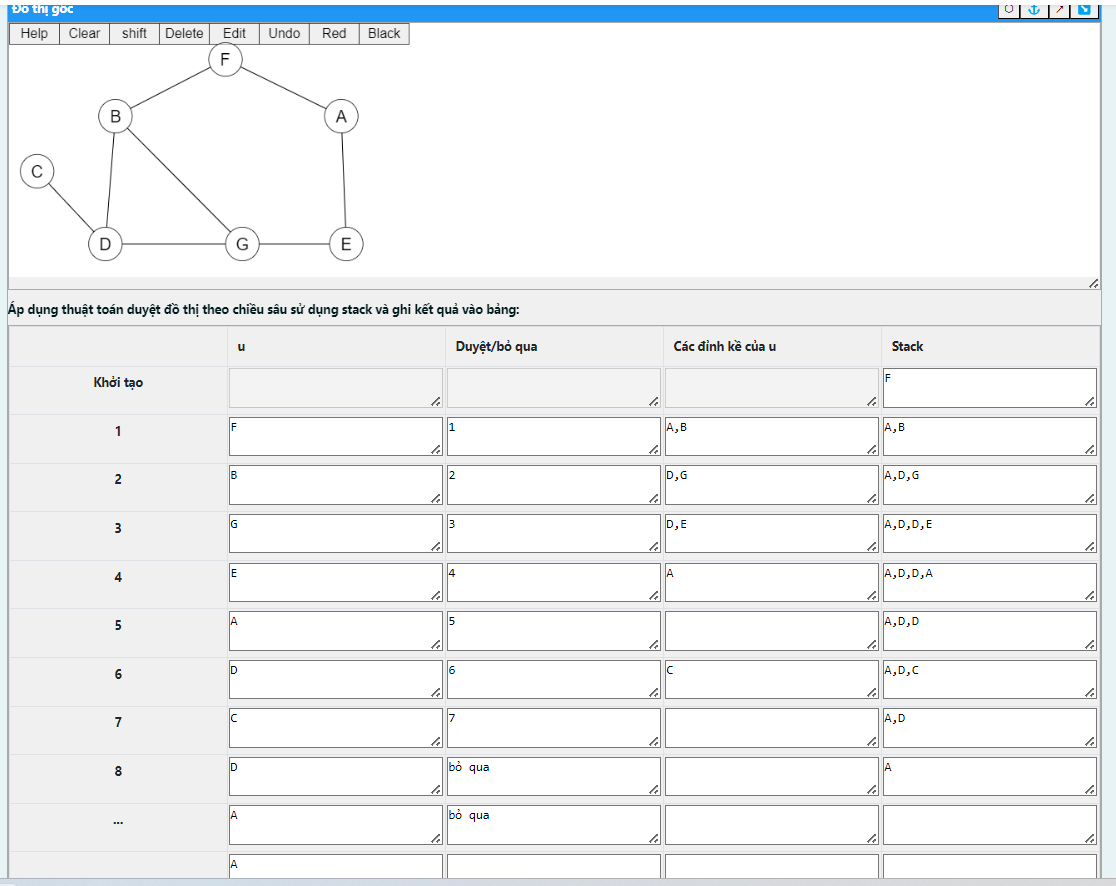 Đồ thị gốc
Help Clear shift Delete Edit Undo Red Black
F
B
A
C
D
G
E
Áp dụng thuật toán duyệt đồ thị theo chiều sâu sử dụng stack và ghi kết quả vào bảng:
u Duyệt/bỏ qua Các đỉnh kề của u Stack
Khởi tạo F
1 F 1 A,B A,B
2 B 2 D,G A,D,G
3 G 3 D,E A,D,D,E
4 E 4 A A,D,D,A
5 A 5 A,D,D
6 D 6 C A,D,C
7 C 7 A,D
8 D bỏ qua A
... A bỏ qua
A